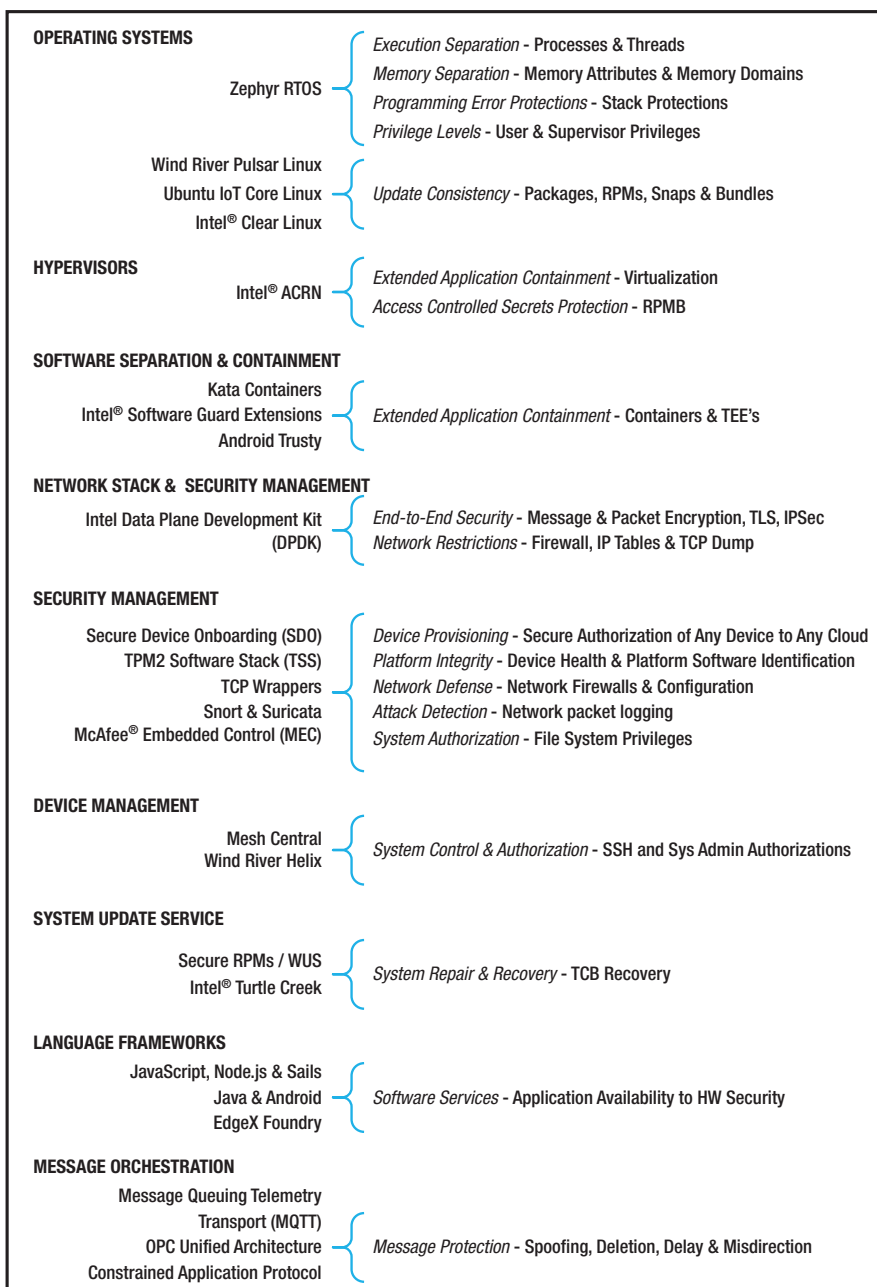 OPERATING SYSTEMS
Zephyr RTOS
Execution Separation - Processes & Threads
Memory Separation - Memory Attributes & Memory Domains
Programming Error Protections - Stack Protections
Privilege Levels - User & Supervisor Privileges
Wind River Pulsar Linux
Ubuntu IoT Core Linux
Intel® Clear Linux
Update Consistency - Packages, RPMs, Snaps & Bundles
HYPERVISORS
Intel® ACRN
Extended Application Containment - Virtualization
Access Controlled Secrets Protection - RPMB
SOFTWARE SEPARATION & CONTAINMENT
Kata Containers
Intel® Software Guard Extensions
Android Trusty
Extended Application Containment - Containers & TEE's
NETWORK STACK & SECURITY MANAGEMENT
Intel Data Plane Development Kit
(DPDK)
End-to-End Security - Message & Packet Encryption, TLS, IPSec
Network Restrictions - Firewall, IP Tables & TCP Dump
SECURITY MANAGEMENT
Secure Device Onboarding (SDO)
TPM2 Software Stack (TSS)
TCP Wrappers
Snort & Suricata
McAfee® Embedded Control (MEC)
Device Provisioning - Secure Authorization of Any Device to Any Cloud
Platform Integrity - Device Health & Platform Software Identification
Network Defense - Network Firewalls & Configuration
Attack Detection - Network packet logging
System Authorization - File System Privileges
DEVICE MANAGEMENT
Mesh Central
Wind River Helix
System Control & Authorization - SSH and Sys Admin Authorizations
SYSTEM UPDATE SERVICE
Secure RPMs / WUS
Intel® Turtle Creek
System Repair & Recovery - TCB Recovery
LANGUAGE FRAMEWORKS
JavaScript, Node.js & Sails
Java & Android
EdgeX Foundry
Software Services - Application Availability to HW Security
MESSAGE ORCHESTRATION
Message Queuing Telemetry
Transport (MQTT)
OPC Unified Architecture
Constrained Application Protocol
Message Protection - Spoofing, Deletion, Delay & Misdirection